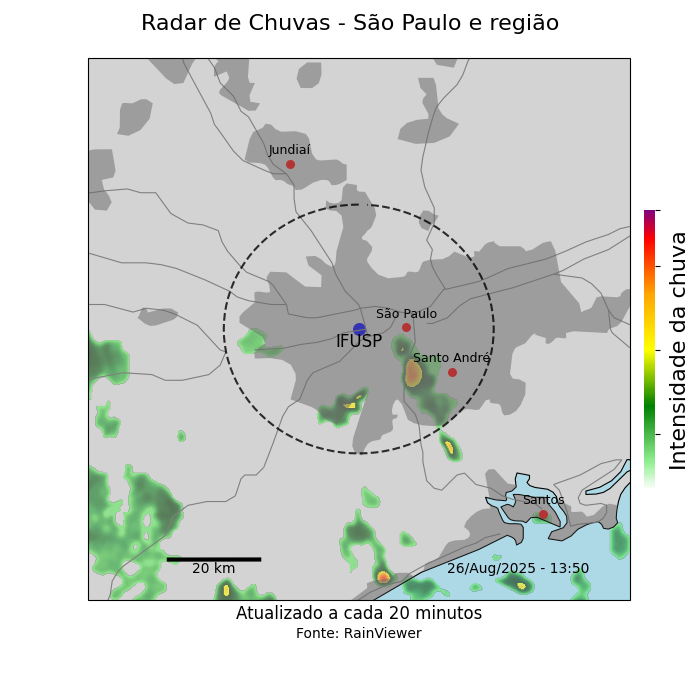 Radar de Chuvas - São Paulo e região
Jundiaí
São Paulo
IFUSP
Santo André
Intensidade da chuva
Santos
20 km
26/Aug/2025 - 13:50
Atualizado a cada 20 minutos
Fonte: RainViewer